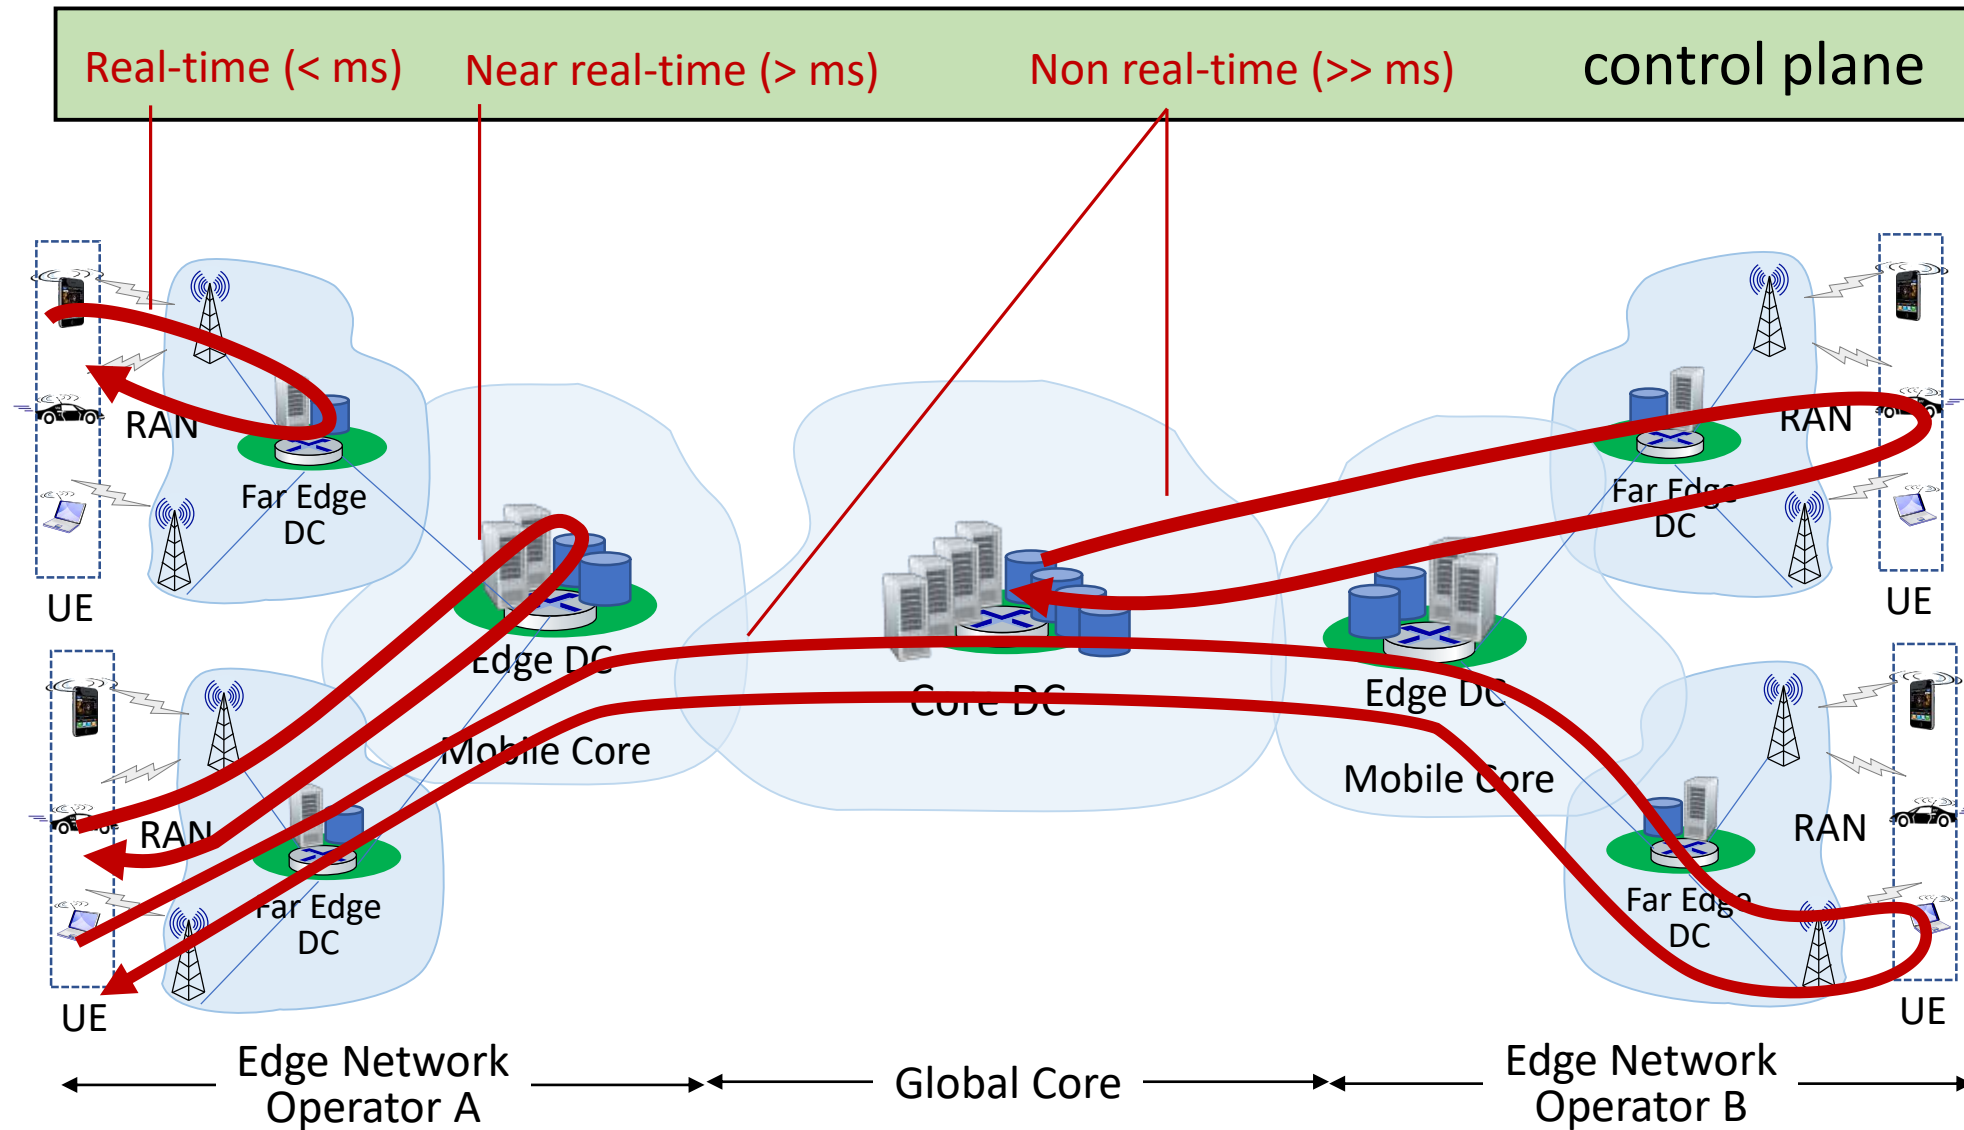 Real-time (< ms)
Near real-time (> ms)
Non real-time (>> ms)
control plane
RAN
Far Edge
DC
UE
Edge DC
Mobile Core
RAN
Far Edge
DC
UE
Core DC
RAN
Far Edge
DC
UE
Edge DC
Mobile Core
RAN
Far Edge
DC
UE
Edge Network
Operator A
Global Core
Edge Network
Operator B